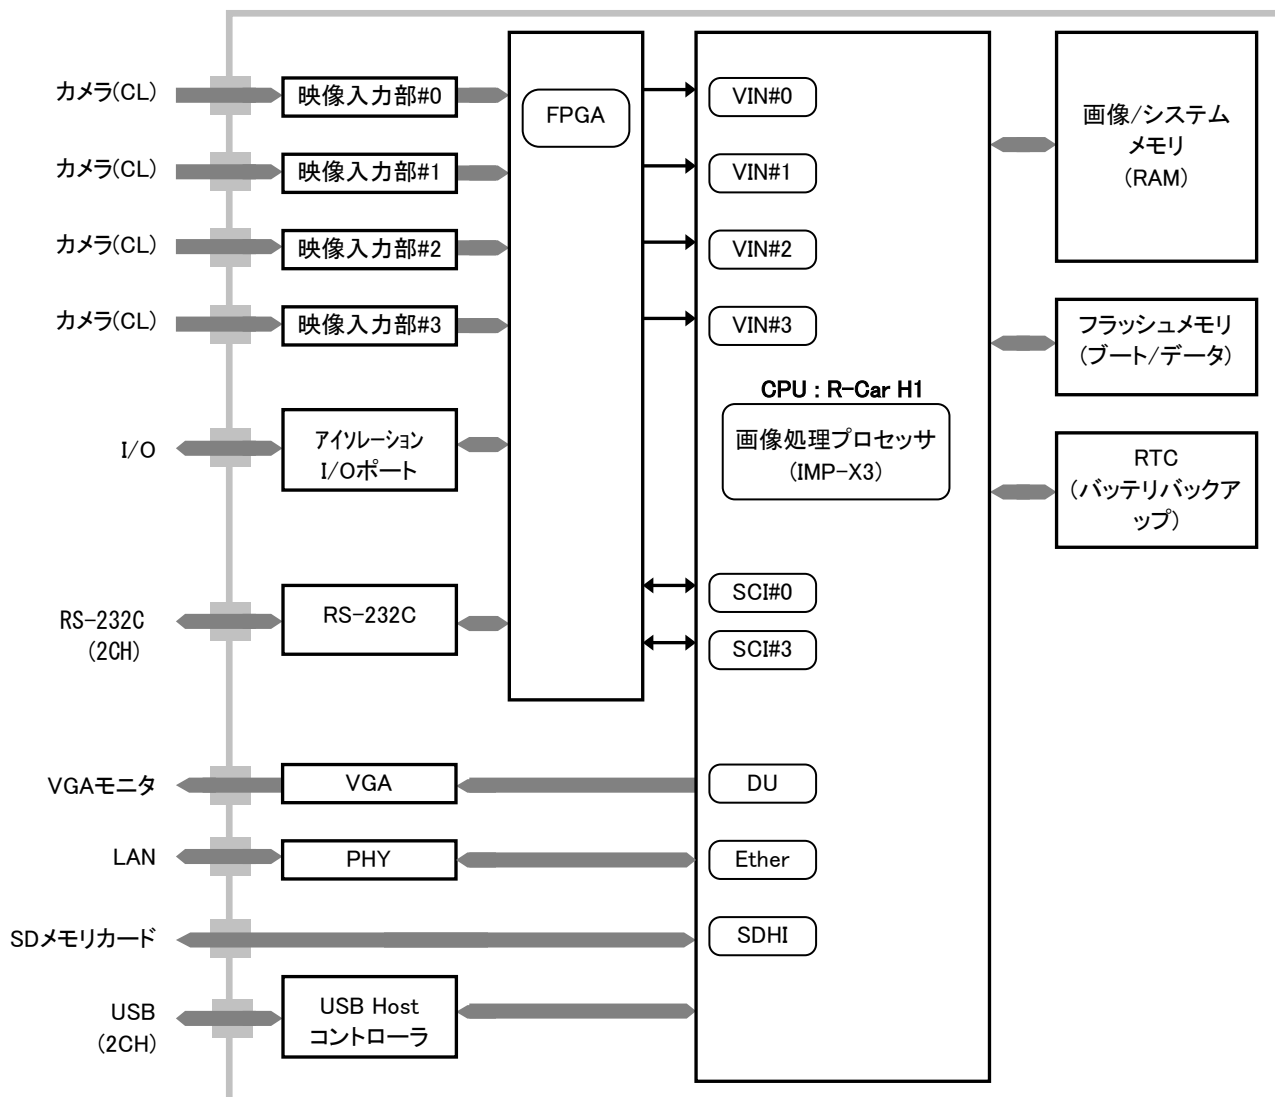 カメラ(CL)
映像入力部#0
FPGA
VIN#0
画像/システム
メモリ
(RAM)
カメラ(CL)
映像入力部#1
VIN#1
カメラ(CL)
映像入力部#2
VIN#2
カメラ(CL)
映像入力部#3
VIN#3
フラッシュメモリ
(ブート/データ)
CPU : R-Car H1
画像処理プロセッサ
(IMP-X3)
I/O
ｱｲｿﾚｰｼｮﾝ
I/Oポート
RTC
(バッテリバックア
ップ)
RS-232C
(2CH)
RS-232C
SCI#0
SCI#3
VGAモニタ
VGA
DU
LAN
PHY
Ether
SDメモリカード
SDHI
USB
(2CH)
USB Host
コントローラ